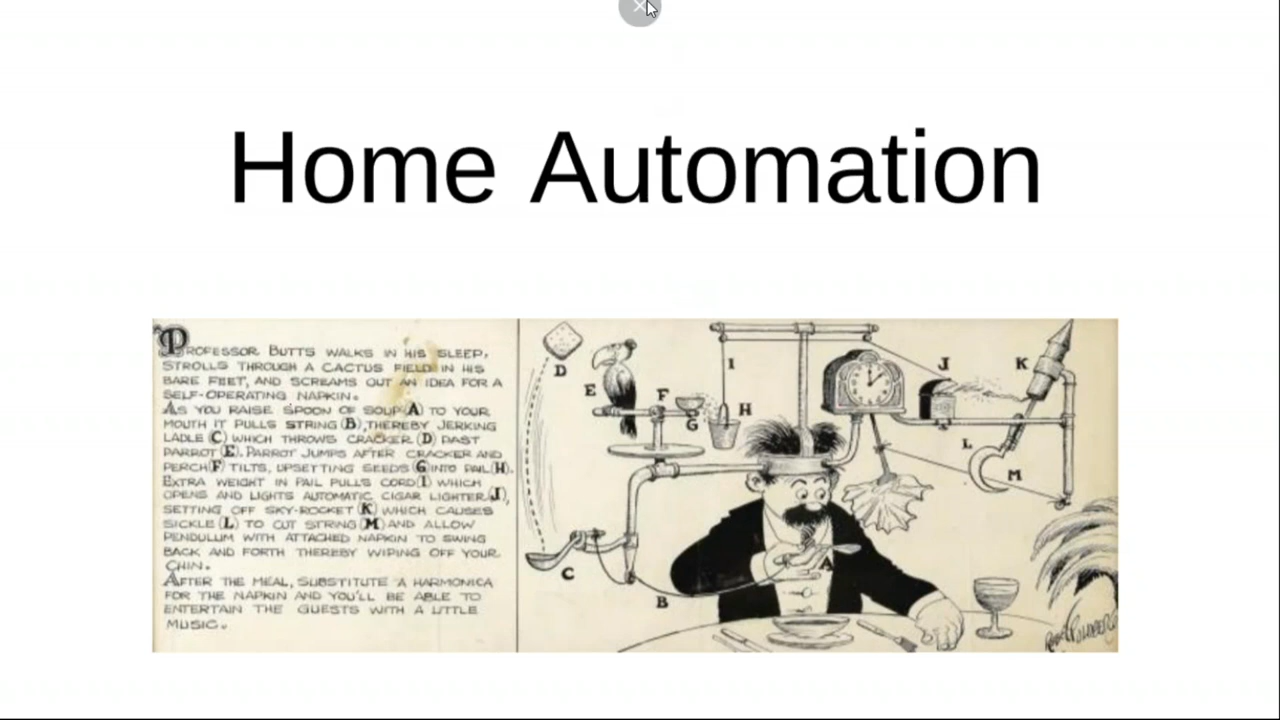 Home Automation
PROFESSOR BUTTS WALKS IN HIS SLEEP,
STROLLS THROUGH A CACTUS FIELD IN HIS
BARE FEET, AND SCREAMS OUT AN IDEA FOR A
SELF-OPERATING NAPKIN.
AS YOU RAISE SPOON OF SOUP (A) TO YOUR
MOUTH IT PULLS STRING (B), THEREBY JERKING
LADLE (C) WHICH THROWS CRACKER (D) PAST
PARROT (E). PARROT JUMPS AFTER CRACKER AND
PERCH (F) TILTS, UPSETTING SEEDS (G) INTO PAIL (H).
EXTRA WEIGHT IN PAIL PULLS CORD (I) WHICH
OPENS AND LIGHTS AUTOMATIC CIGAR LIGHTER (J),
SETTING OFF SKY-ROCKET (K) WHICH CAUSES
SICKLE (L) TO CUT STRING (M) AND ALLOW
PENDULUM WITH ATTACHED NAPKIN TO SWING
BACK AND FORTH THEREBY WIPING OFF YOUR
CHIN.
AFTER THE MEAL, SUBSTITUTE A HARMONICA
FOR THE NAPKIN AND YOU'LL BE ABLE TO
ENTERTAIN THE GUESTS WITH A LITTLE
MUSIC.
D
E
F
G
H
I
J
K
L
M
C
B
A
RUBE GOLDBERG